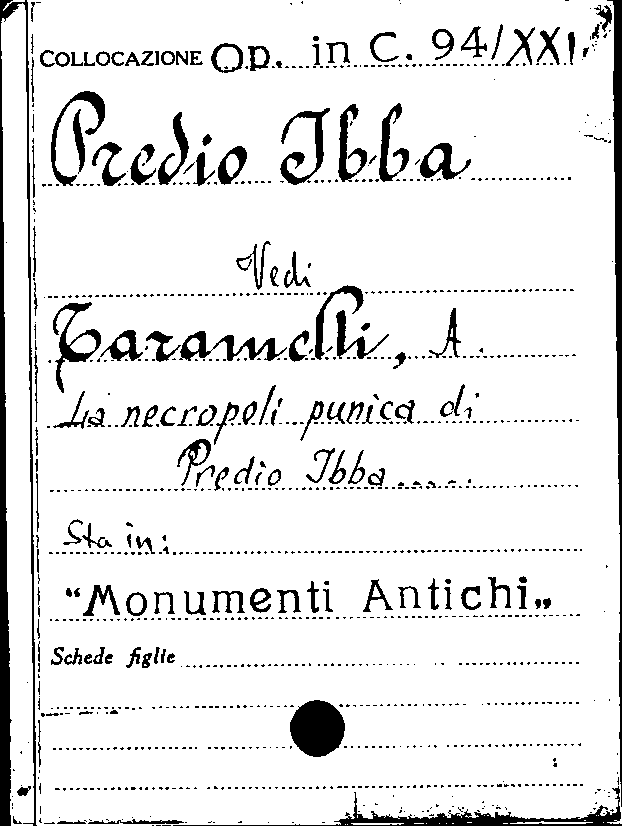 COLLOCAZIONE Op. in C. 94/XXI
Predio Ibba
Vedi
Taramelli, A.
La necropoli punica di
Predio Ibba......
Sta in:
"Monumenti Antichi„
Schede figlie